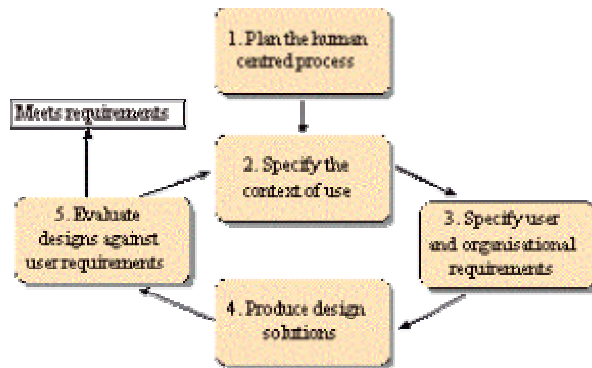 1. Plan the human
centred process
Meets requirements
2. Specify the
context of use
3. Specify user
and organisational
requirements
4. Produce design
solutions
5. Evaluate
designs against
user requirements